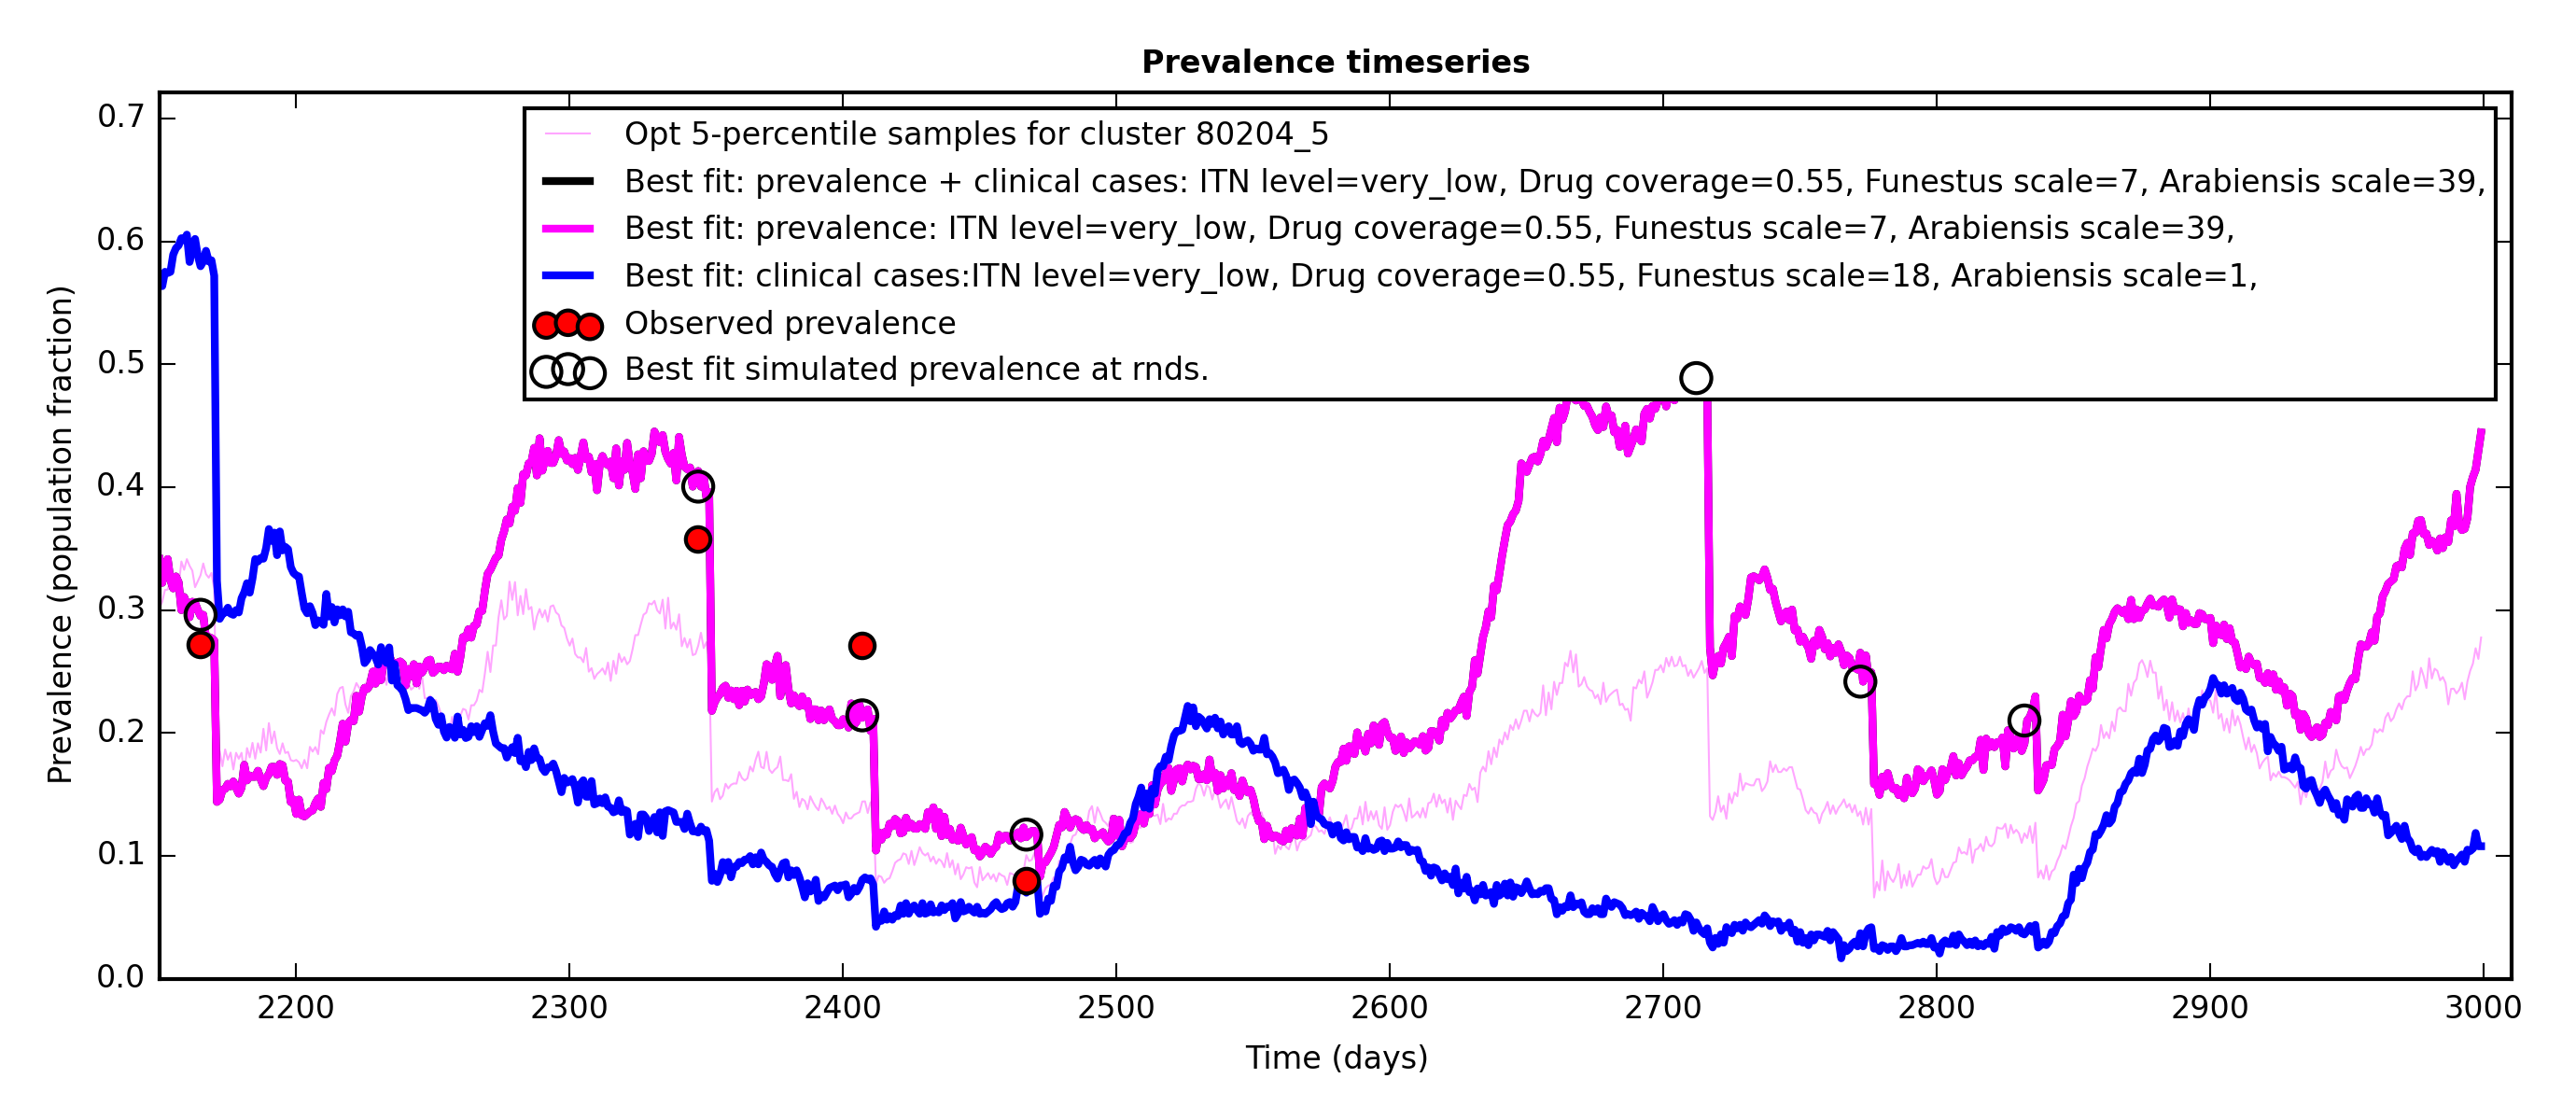 Prevalence timeseries
Opt 5-percentile samples for cluster 80204_5
Best fit: prevalence + clinical cases: ITN level=very_low, Drug coverage=0.55, Funestus scale=7, Arabiensis scale=39,
Best fit: prevalence: ITN level=very_low, Drug coverage=0.55, Funestus scale=7, Arabiensis scale=39,
Best fit: clinical cases:ITN level=very_low, Drug coverage=0.55, Funestus scale=18, Arabiensis scale=1,
Observed prevalence
Best fit simulated prevalence at rnds.
Prevalence (population fraction)
0.7
0.6
0.5
0.4
0.3
0.2
0.1
0.0
2200 2300 2400 2500 2600 2700 2800 2900 3000
Time (days)